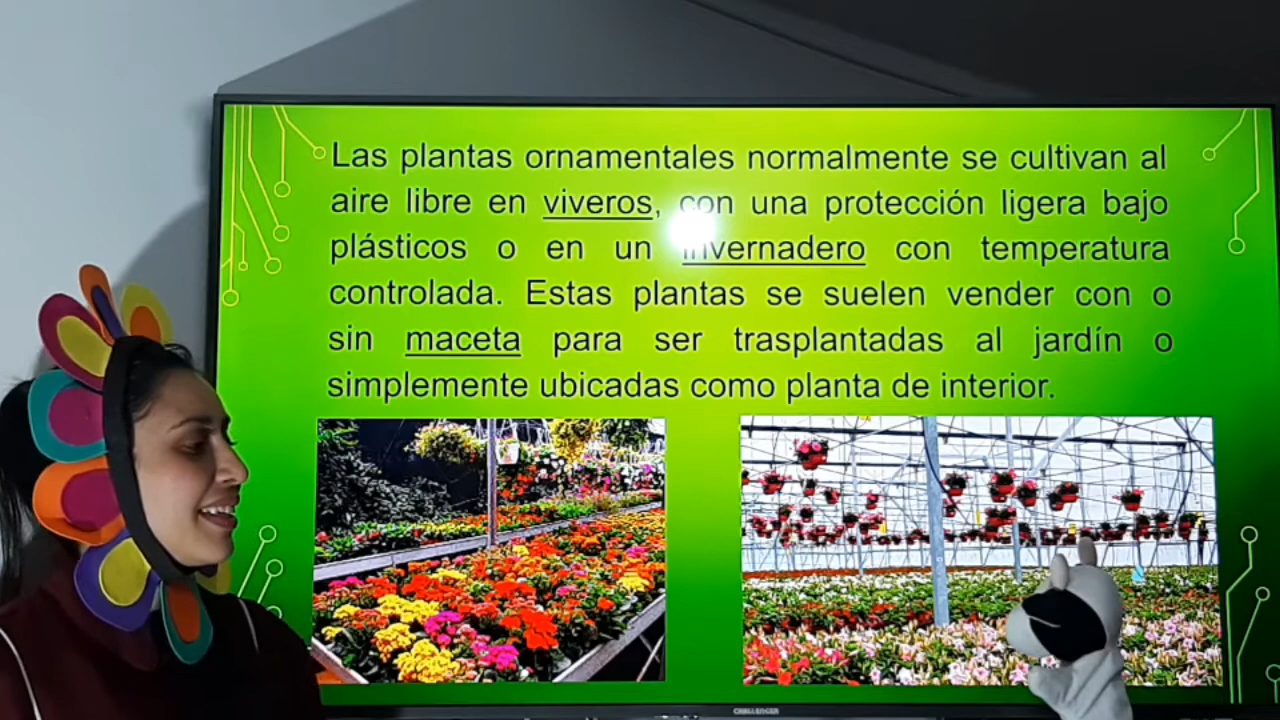 Las plantas ornamentales normalmente se cultivan al
aire libre en viveros, con una protección ligera bajo
plásticos o en un invernadero con temperatura
controlada. Estas plantas se suelen vender con o
sin maceta para ser trasplantadas al jardín o
simplemente ubicadas como planta de interior.
CHALLENGER